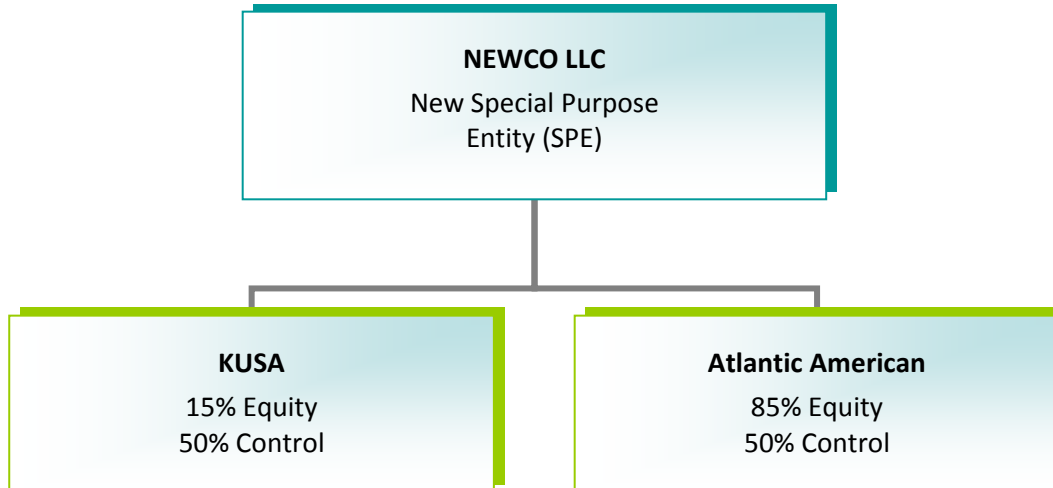 NEWCO LLC
New Special Purpose
Entity (SPE)
KUSA
15% Equity
50% Control
Atlantic American
85% Equity
50% Control